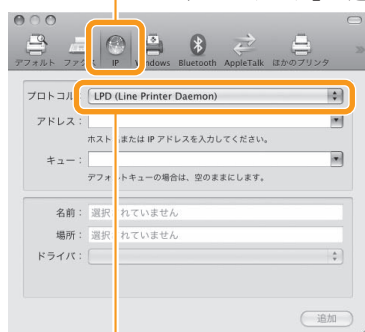 デフォルト ファクス IP Windows Bluetooth AppleTalk ほかのプリンタ
プロトコル： LPD (Line Printer Daemon)
アドレス：
ホスト または IP アドレスを入力してください。
キュー：
デフォルトキューの場合は、空のままにします。
名前： 選択されていません
場所： 選択されていません
ドライバ：
追加